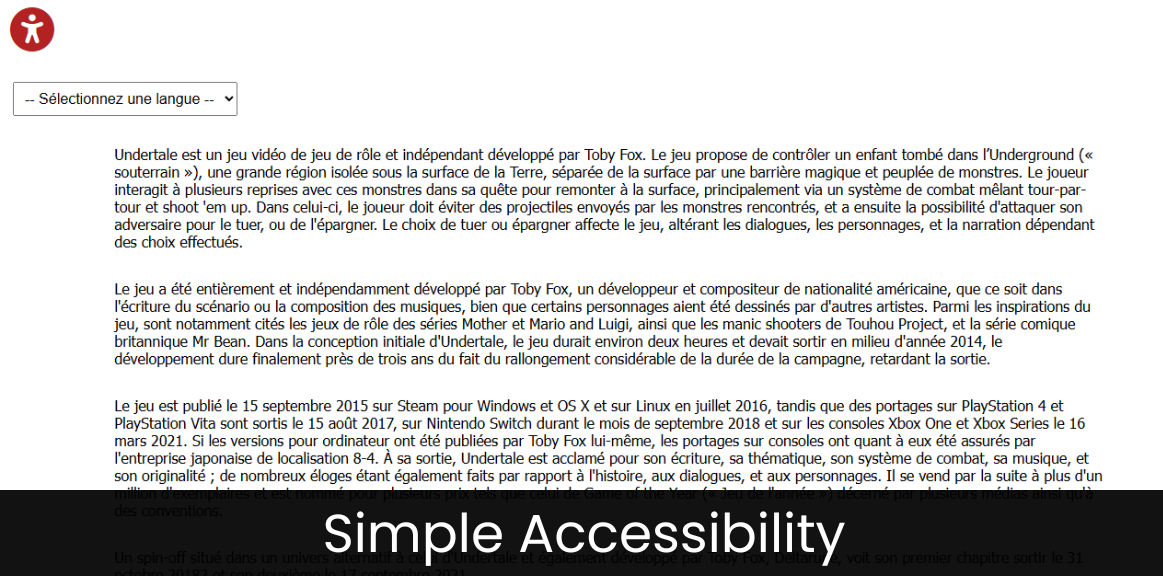 -- Sélectionnez une langue --
Undertale est un jeu vidéo de jeu de rôle et indépendant développé par Toby Fox. Le jeu propose de contrôler un enfant tombé dans l’Underground («
souterrain »), une grande région isolée sous la surface de la Terre, séparée de la surface par une barrière magique et peuplée de monstres. Le joueur
interagit à plusieurs reprises avec ces monstres dans sa quête pour remonter à la surface, principalement via un système de combat mêlant tour-par-
tour et shoot 'em up. Dans celui-ci, le joueur doit éviter des projectiles envoyés par les monstres rencontrés, et a ensuite la possibilité d'attaquer son
adversaire pour le tuer, ou de l'épargner. Le choix de tuer ou épargner affecte le jeu, altérant les dialogues, les personnages, et la narration dépendant
des choix effectués.
Le jeu a été entièrement et indépendamment développé par Toby Fox, un développeur et compositeur de nationalité américaine, que ce soit dans
l'écriture du scénario ou la composition des musiques, bien que certains personnages aient été dessinés par d'autres artistes. Parmi les inspirations du
jeu, sont notamment cités les jeux de rôle des séries Mother et Mario and Luigi, ainsi que les manic shooters de Touhou Project, et la série comique
britannique Mr Bean. Dans la conception initiale d'Undertale, le jeu durait environ deux heures et devait sortir en milieu d'année 2014, le
développement dure finalement près de trois ans du fait du rallongement considérable de la durée de la campagne, retardant la sortie.
Le jeu est publié le 15 septembre 2015 sur Steam pour Windows et OS X et sur Linux en juillet 2016, tandis que des portages sur PlayStation 4 et
PlayStation Vita sont sortis le 15 août 2017, sur Nintendo Switch durant le mois de septembre 2018 et sur les consoles Xbox One et Xbox Series le 16
mars 2021. Si les versions pour ordinateur ont été publiées par Toby Fox lui-même, les portages sur consoles ont quant à eux été assurés par
l'entreprise japonaise de localisation 8-4. À sa sortie, Undertale est acclamé pour son écriture, sa thématique, son système de combat, sa musique, et
son originalité ; de nombreux éloges étant également faits par rapport à l'histoire, aux dialogues, et aux personnages. Il se vend par la suite à plus d'un
million d'exemplaires et est nommé pour plusieurs prix tels que celui de Game of the Year (« Jeu de l'année ») décerné par plusieurs médias ainsi qu'à
des conventions.
Simple Accessibility
Un spin-off situé dans un univers alternatif à d'Undertale et également développé par Toby Fox, voit son premier chapitre sortir le 31